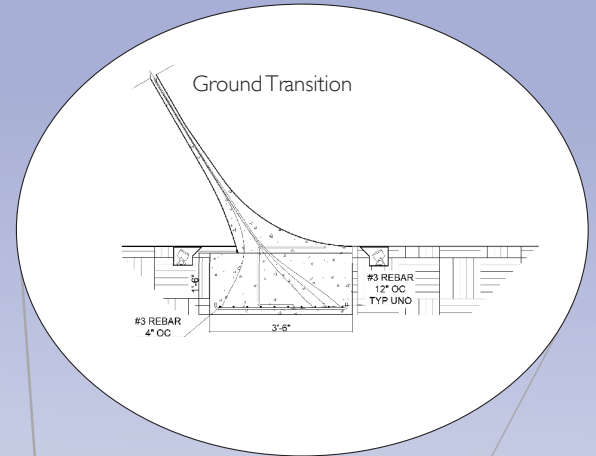 Ground Transition
1'-6"
#3 REBAR
12" OC
TYP UNO
#3 REBAR
4" OC
3'-6"